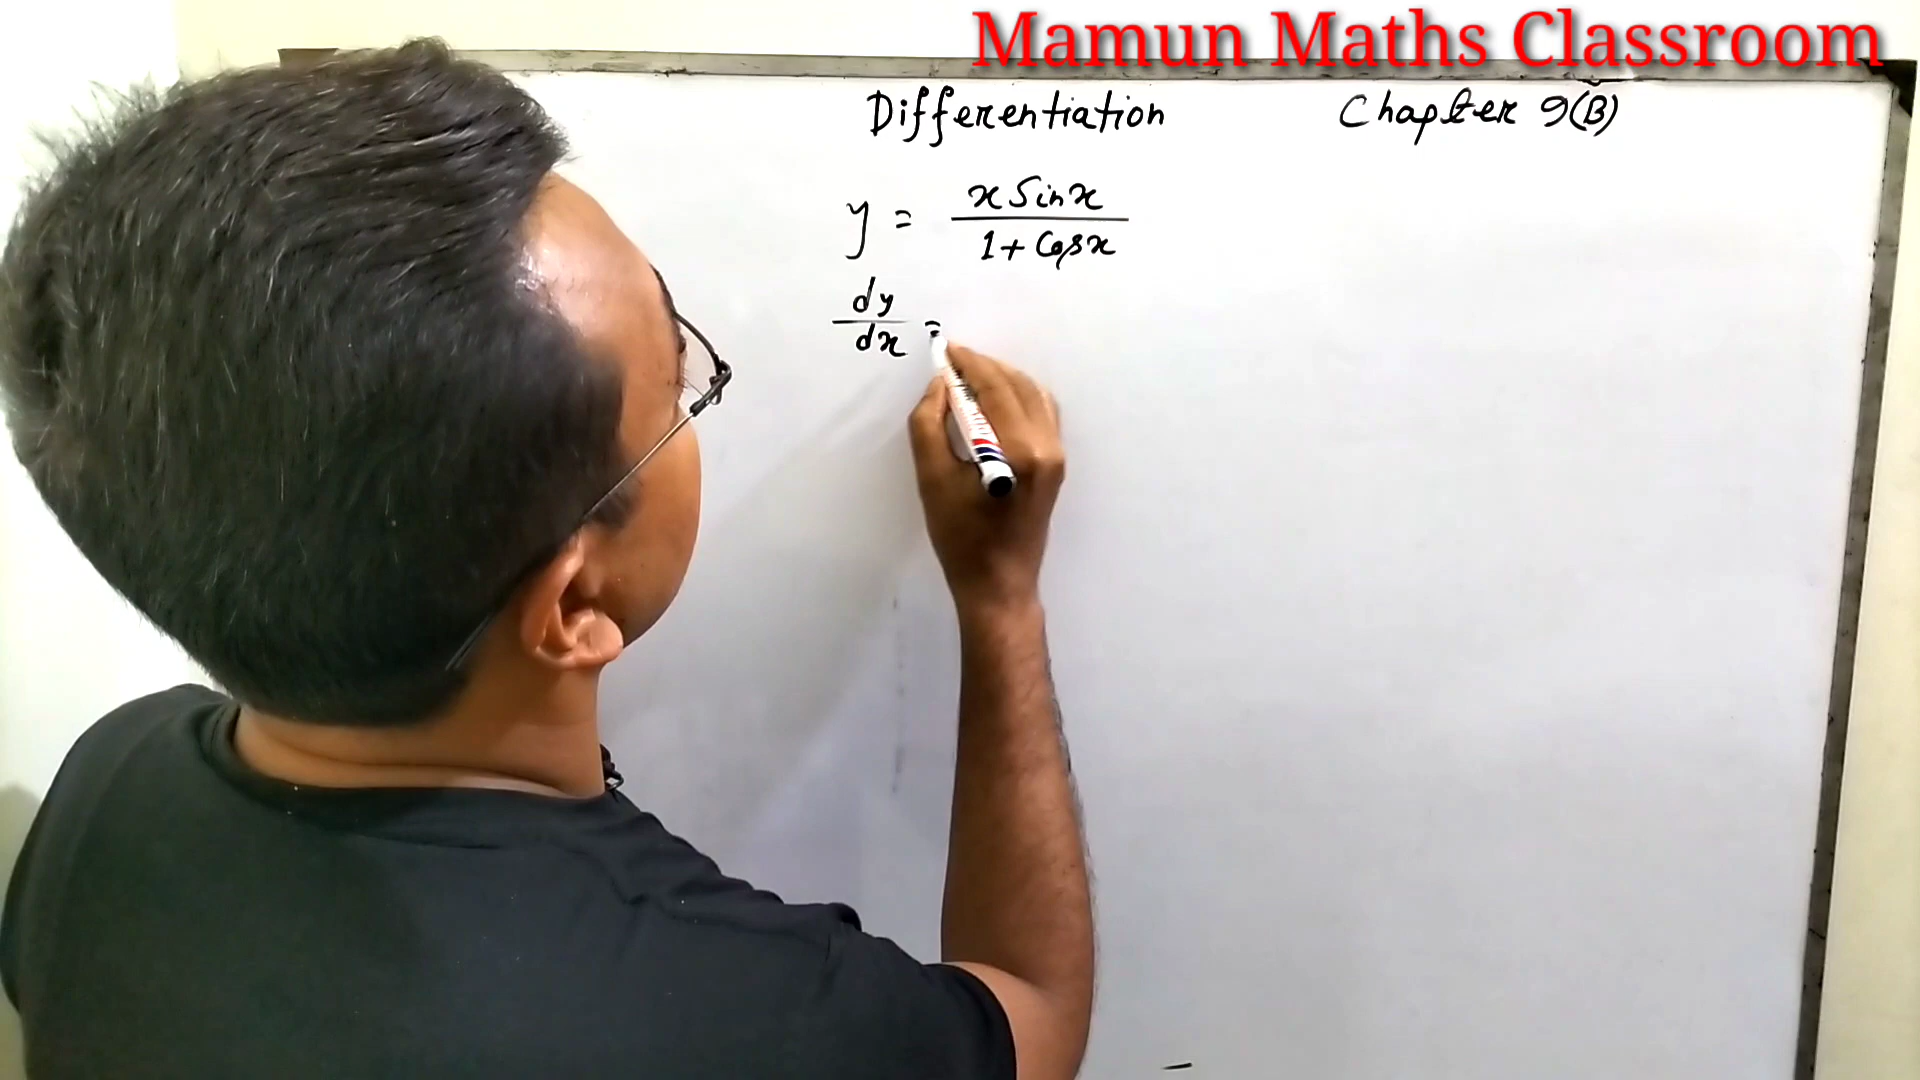 Mamun Maths Classroom
Differentiation Chapter 9(B)
y = x Sinx / 1 + Cosx
dy / dx =